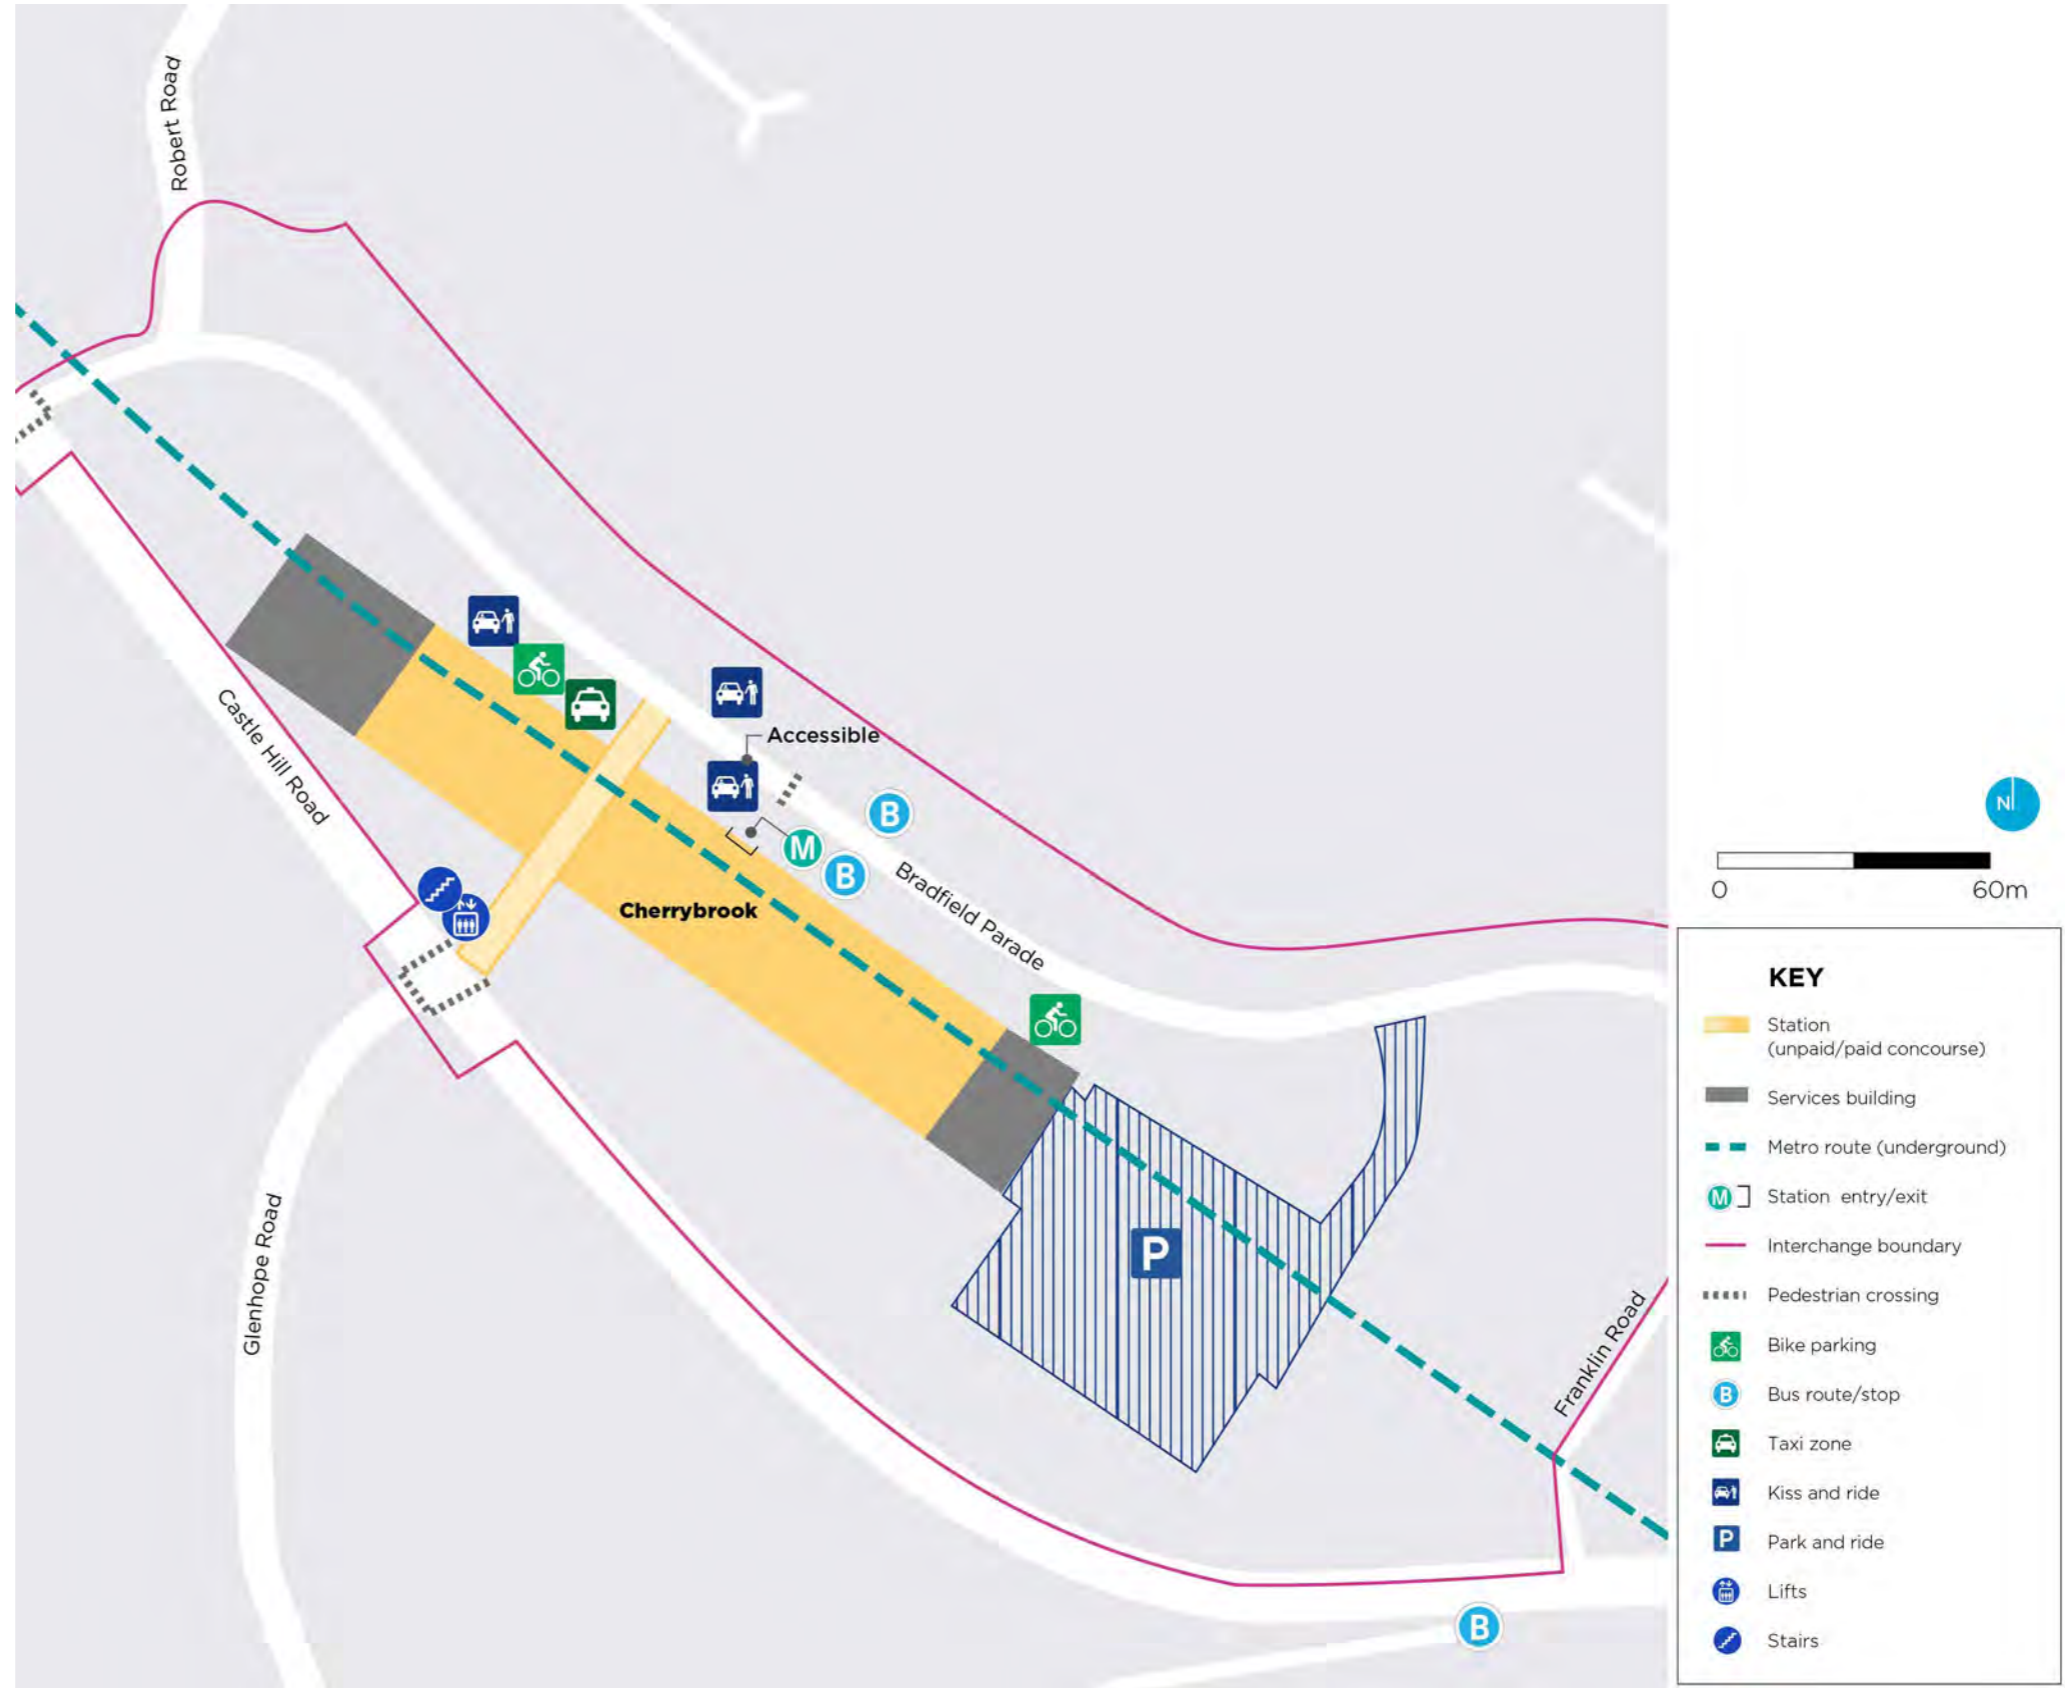 Robert Road
Castle Hill Road
Accessible
M
B
B
Bradfield Parade
Cherrybrook
Glenhope Road
P
Franklin Road
B
N
0 60m
KEY
Station
(unpaid/paid concourse)
Services building
Metro route (underground)
M Station entry/exit
Interchange boundary
Pedestrian crossing
Bike parking
B Bus route/stop
Taxi zone
Kiss and ride
P Park and ride
Lifts
Stairs